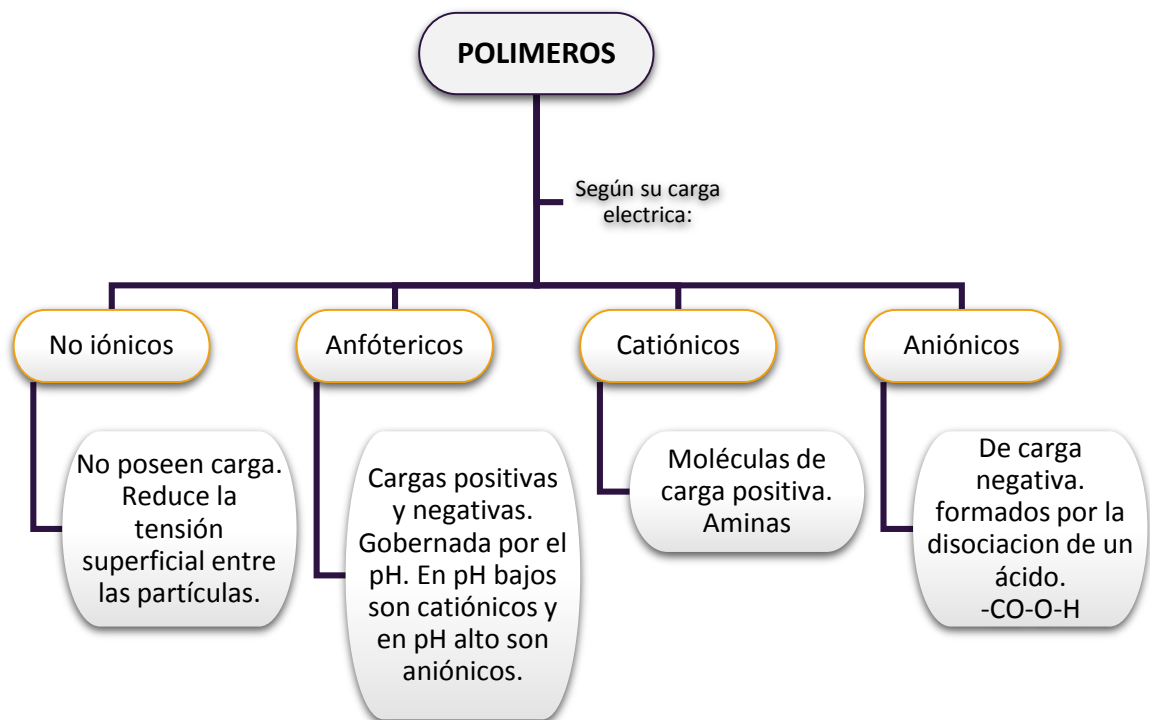 POLIMEROS
Según su carga
electrica:
No iónicos
Anfótericos
Catiónicos
Aniónicos
No poseen carga.
Reduce la
tensión
superficial entre
las partículas.
Cargas positivas
y negativas.
Gobernada por el
pH. En pH bajos
son catiónicos y
en pH alto son
aniónicos.
Moléculas de
carga positiva.
Aminas
De carga
negativa.
formados por la
disociacion de un
ácido.
-CO-O-H